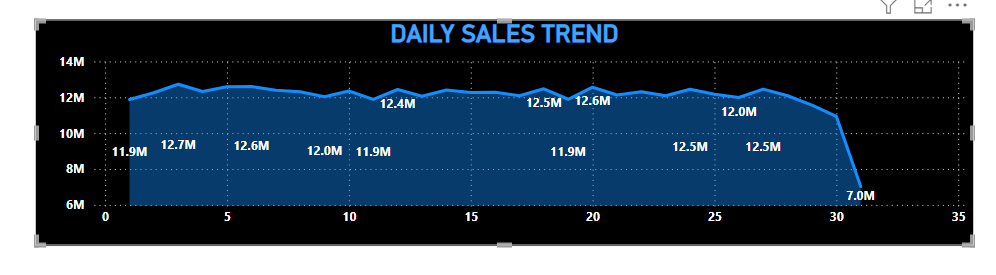 DAILY SALES TREND
14M
12M
10M
8M
6M
11.9M
12.7M
12.6M
12.0M
11.9M
12.4M
12.5M
11.9M
12.6M
12.5M
12.0M
12.5M
7.0M
0 5 10 15 20 25 30 35